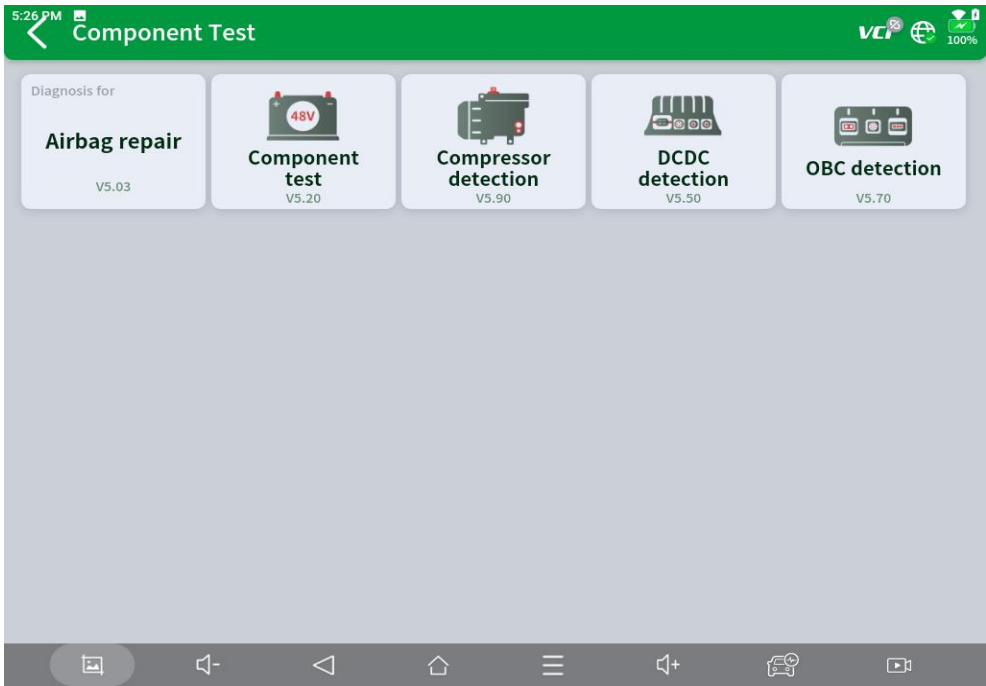 5:26 PM
Component Test
VCI
100%
Diagnosis for
Airbag repair
V5.03
48V
Component
test
V5.20
Compressor
detection
V5.90
DCDC
detection
V5.50
OBC detection
V5.70